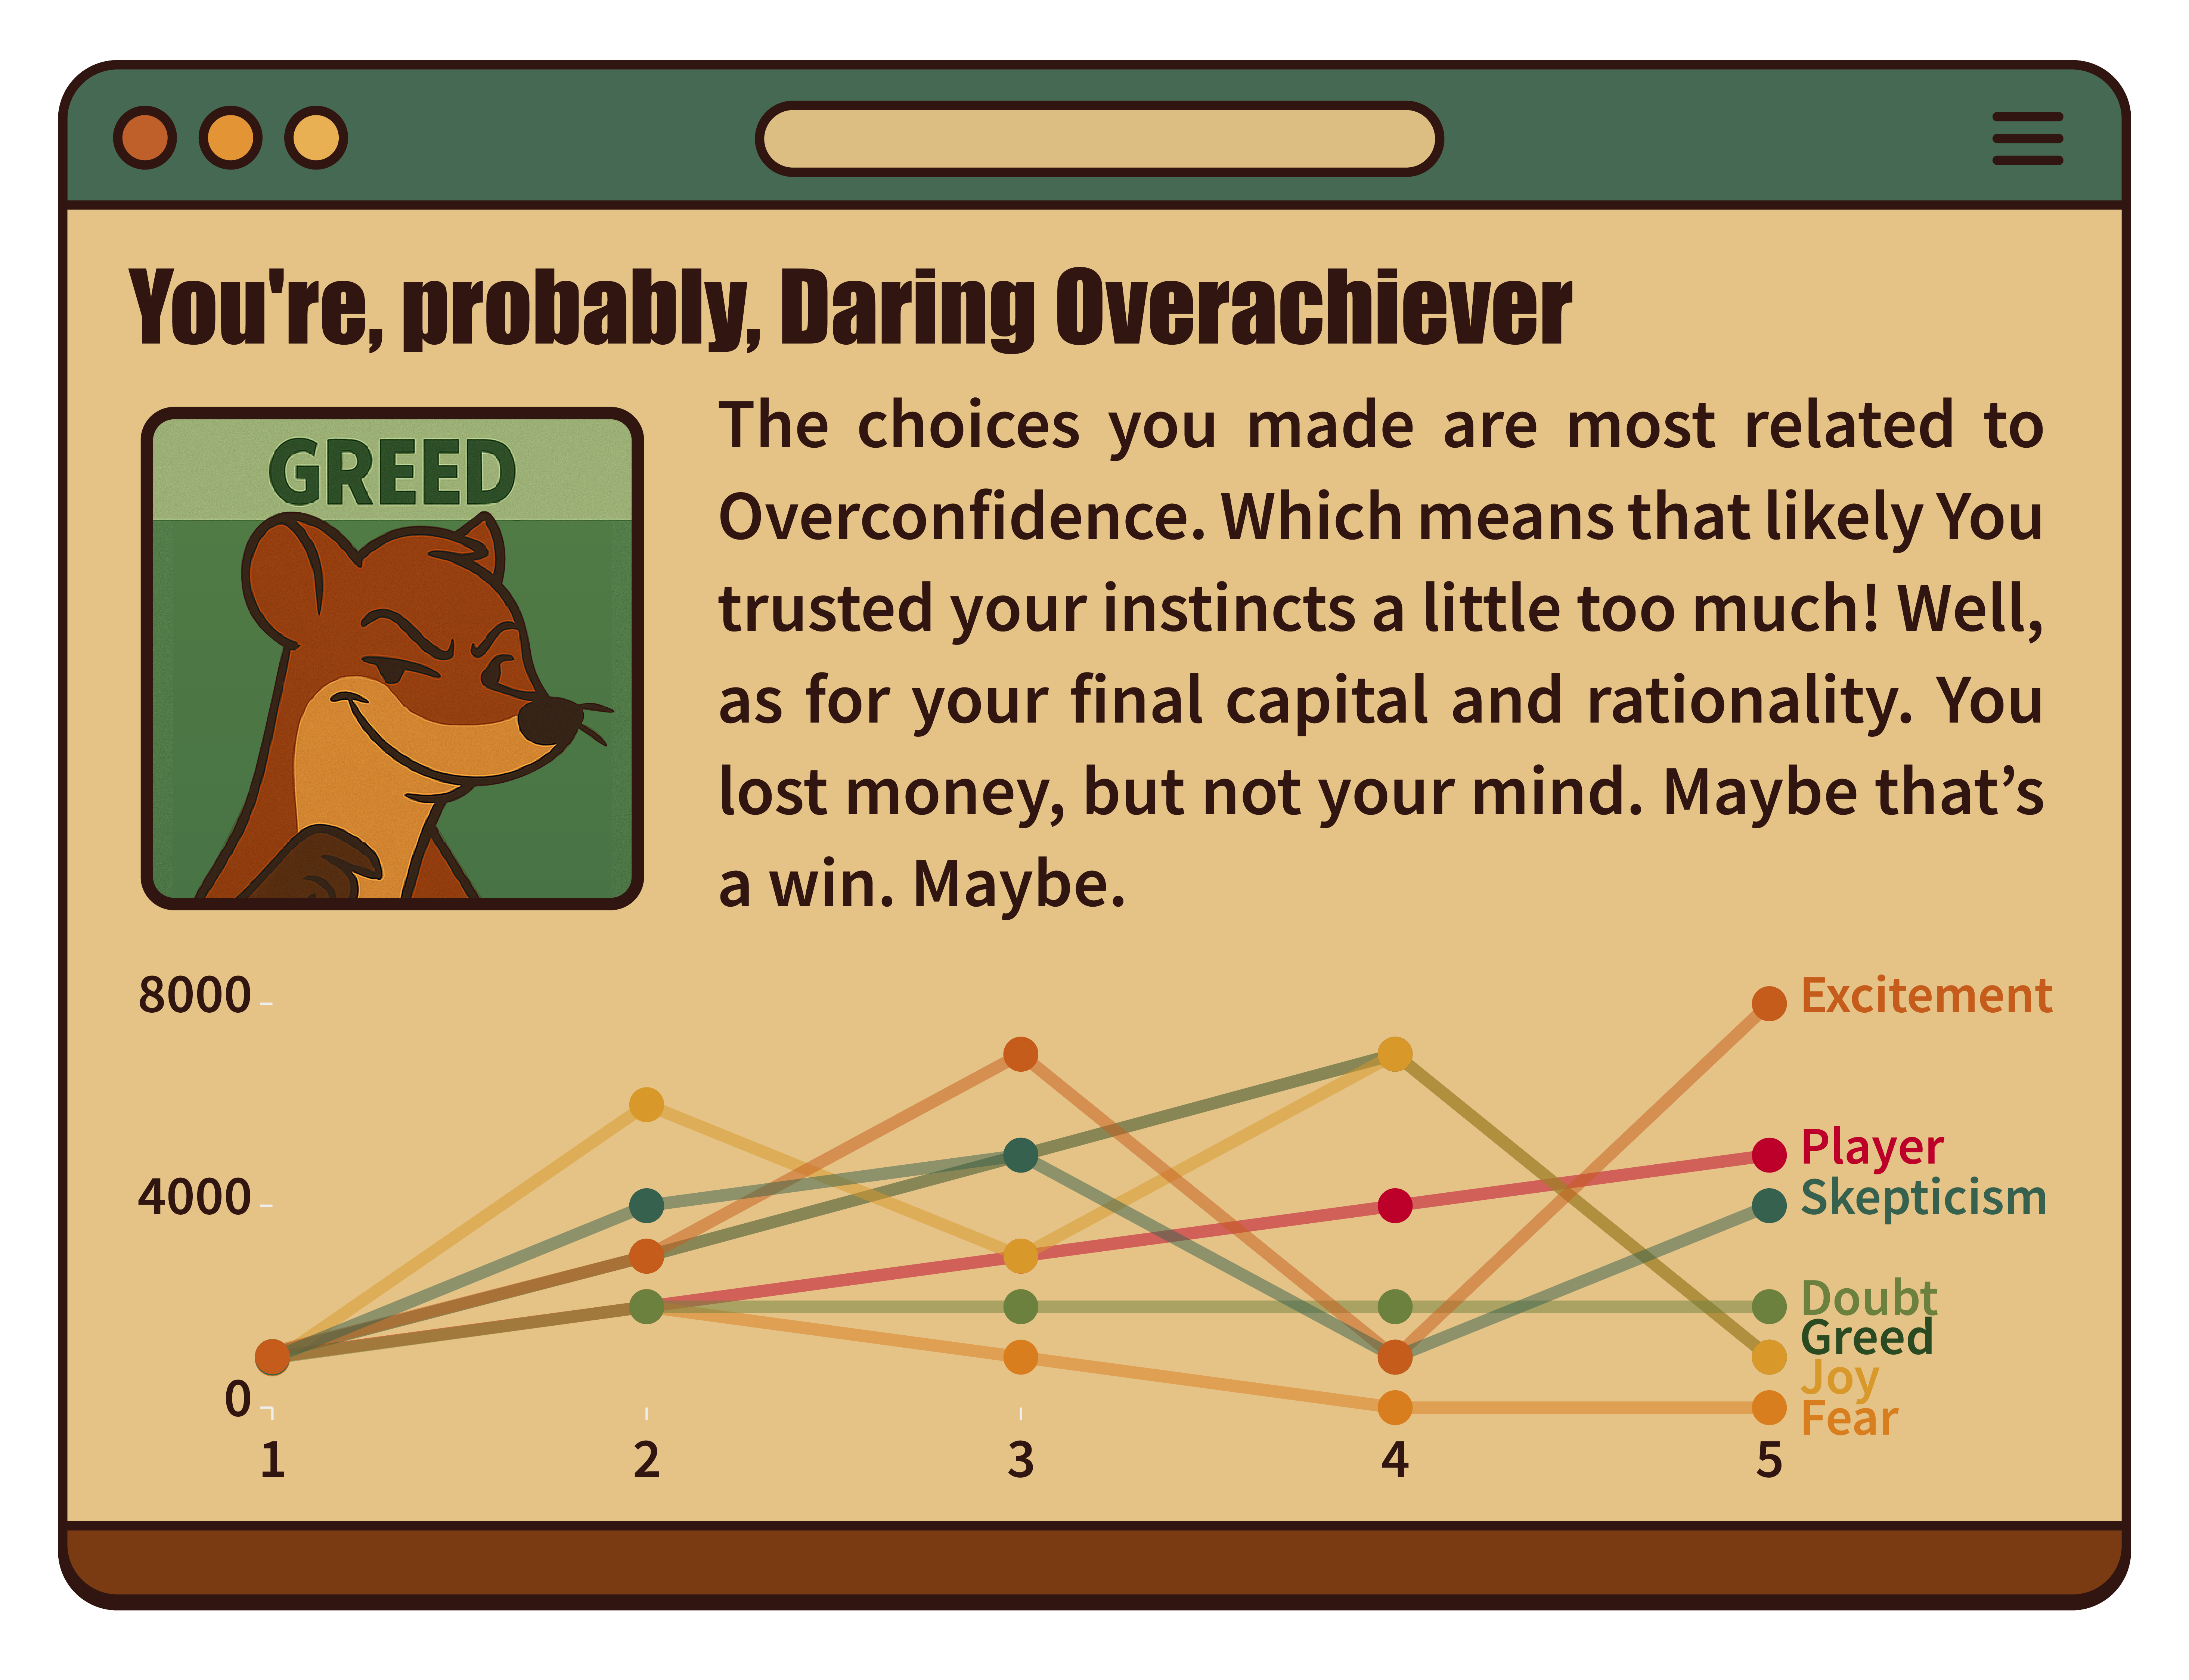 You're, probably, Daring Overachiever
GREED
The choices you made are most related to
Overconfidence. Which means that likely You
trusted your instincts a little too much! Well,
as for your final capital and rationality. You
lost money, but not your mind. Maybe that’s
a win. Maybe.
8000
4000
0
1
2
3
4
5
Excitement
Player
Skepticism
Doubt
Greed
Joy
Fear